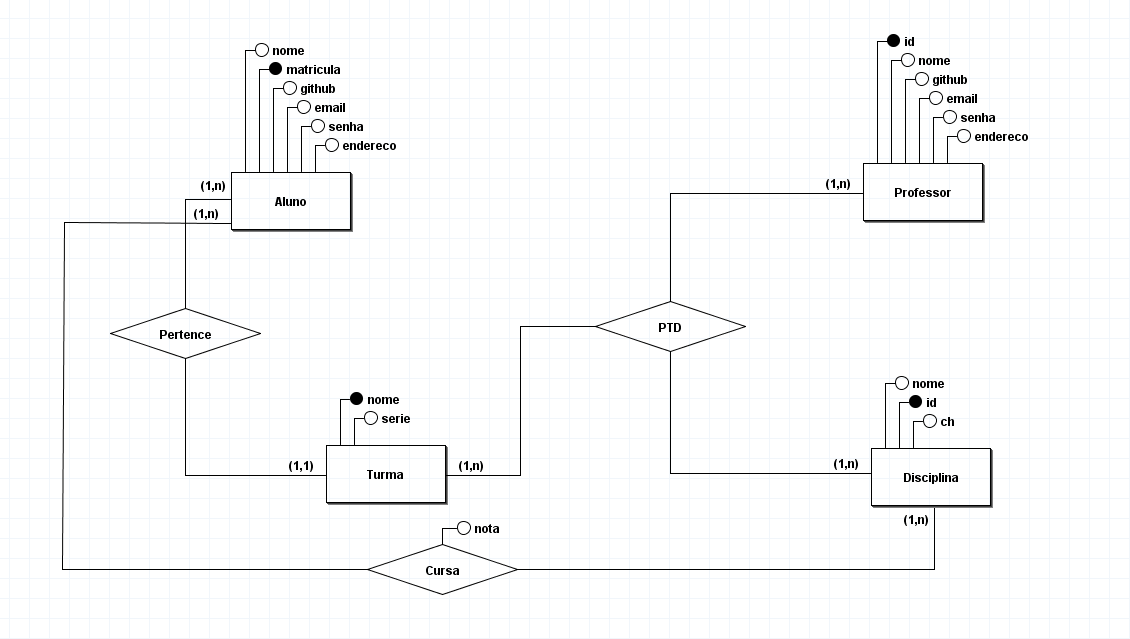 nome
matricula
github
email
senha
endereco
(1,n)
Aluno
(1,n)
id
nome
github
email
senha
endereco
(1,n)
Professor
Pertence
PTD
nome
serie
(1,1)
Turma
(1,n)
nome
id
ch
(1,n)
Disciplina
(1,n)
nota
Cursa